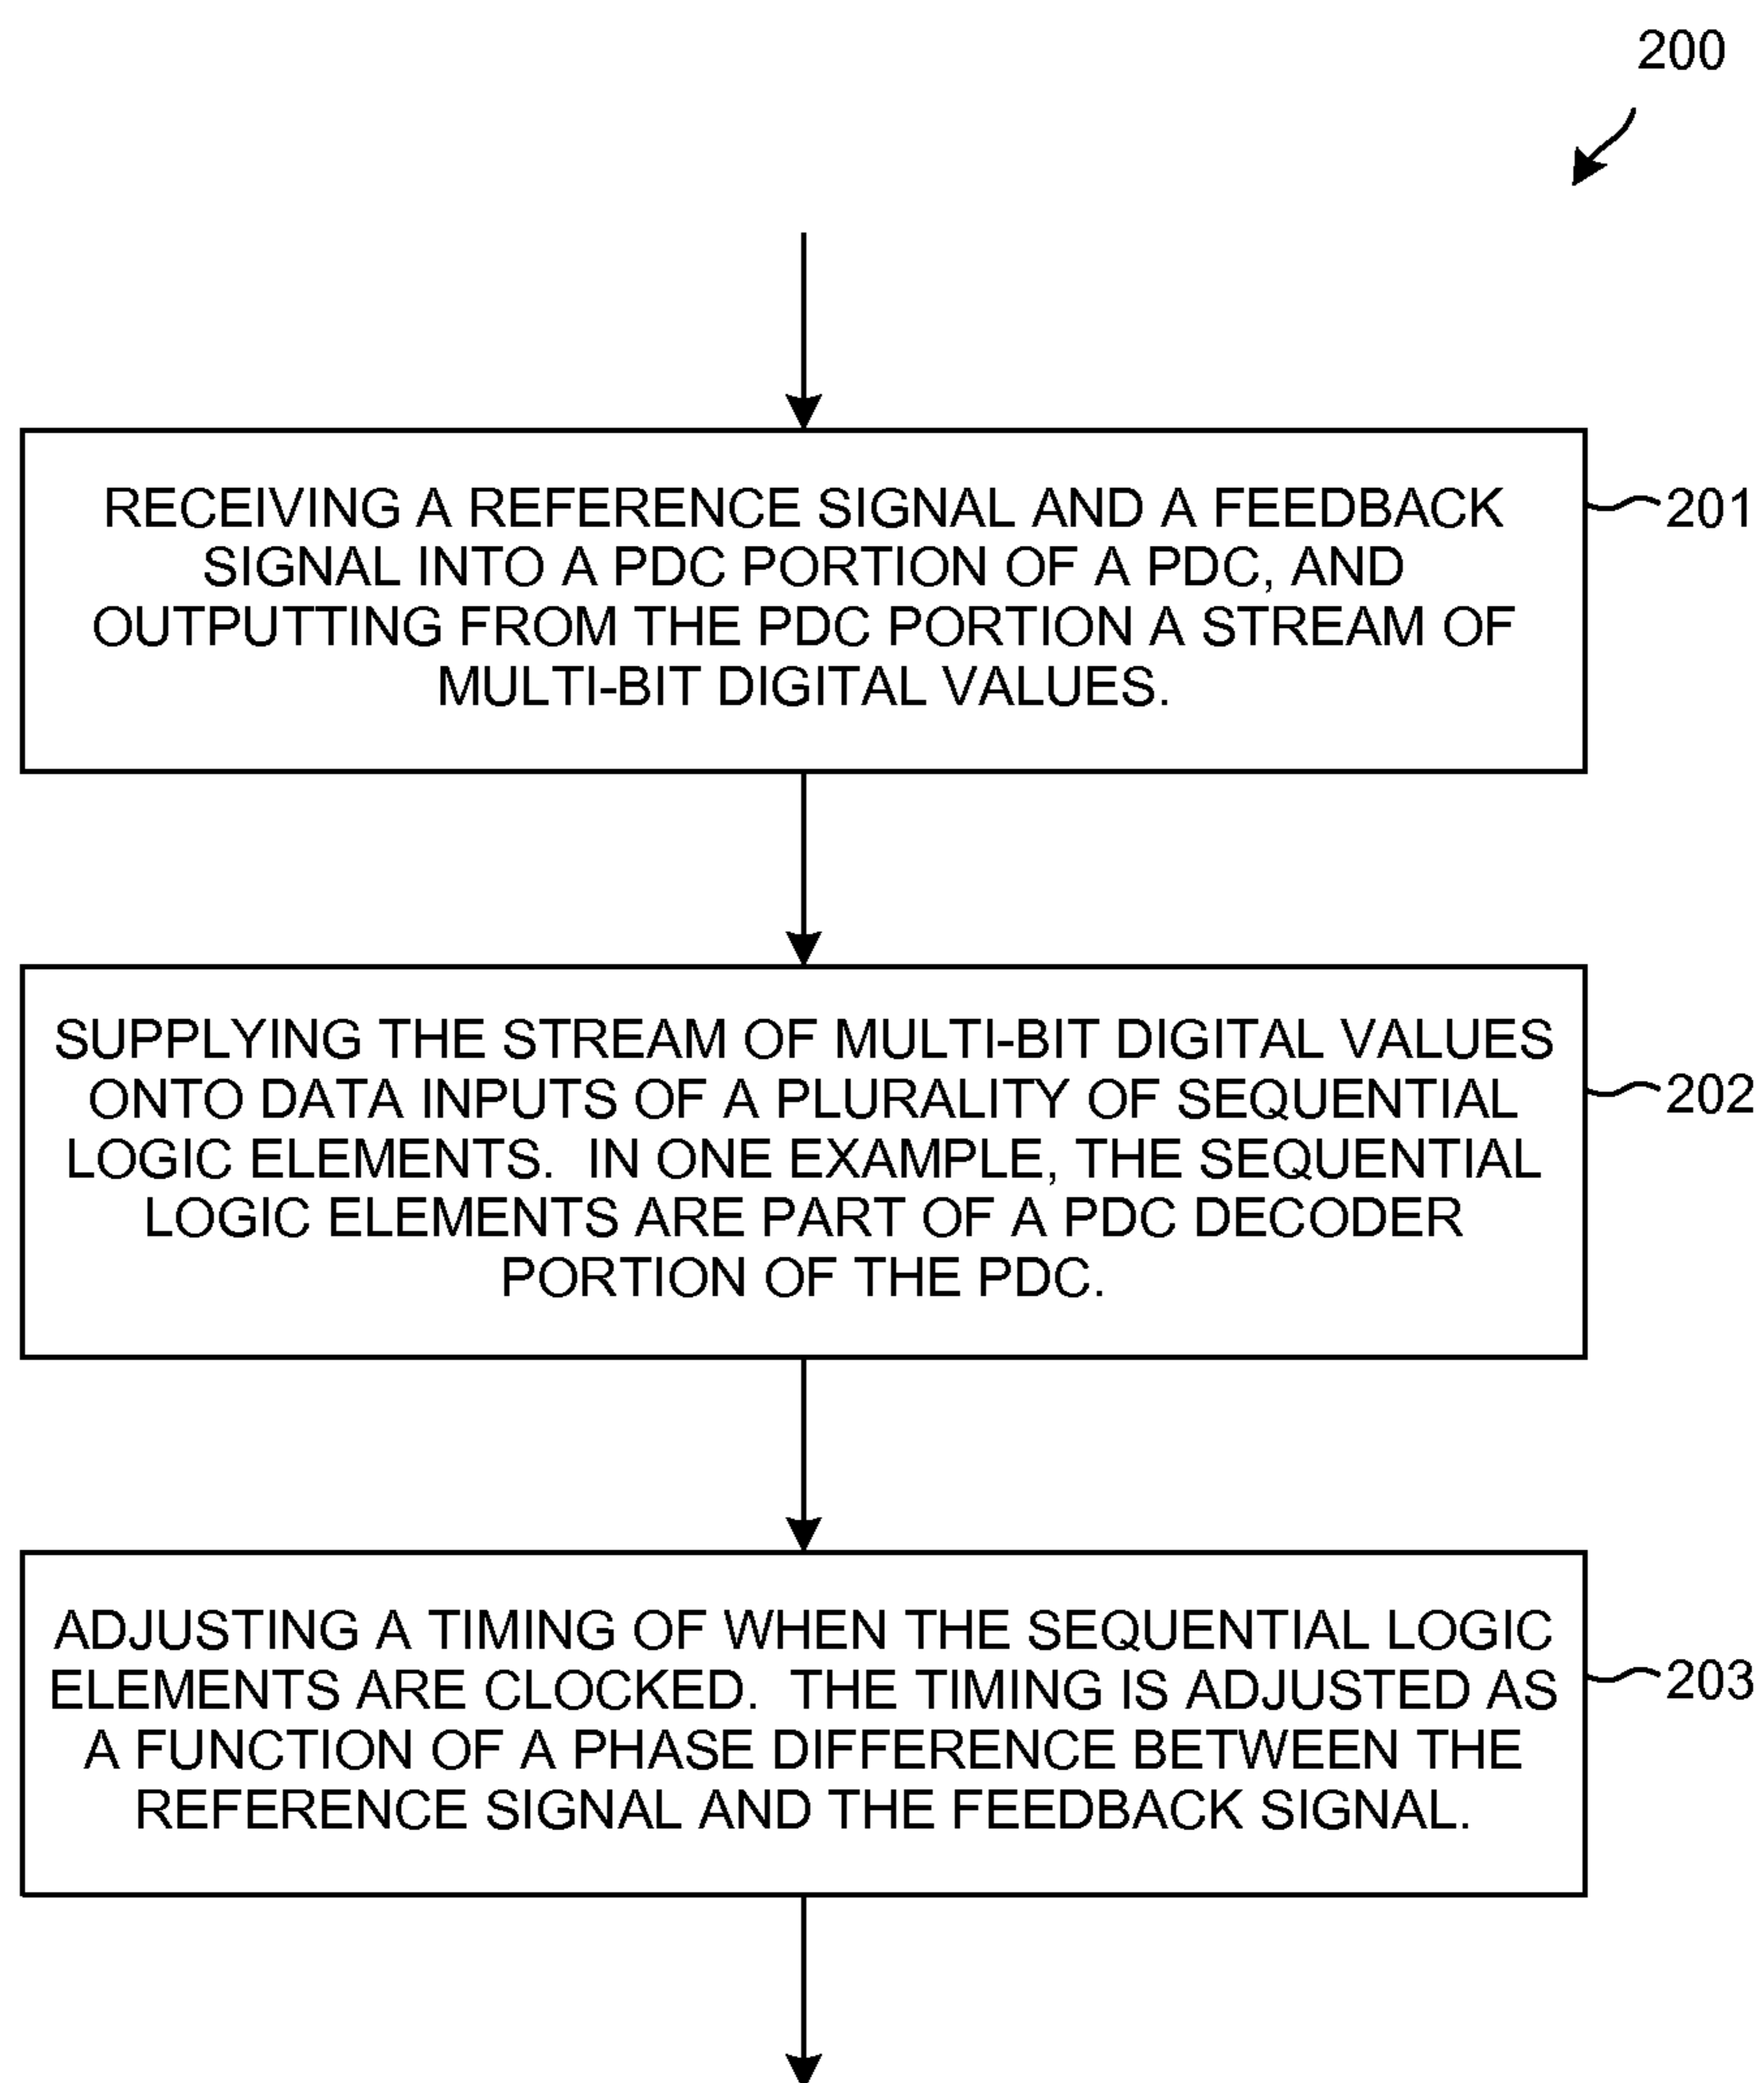 200
RECEIVING A REFERENCE SIGNAL AND A FEEDBACK
SIGNAL INTO A PDC PORTION OF A PDC, AND
OUTPUTTING FROM THE PDC PORTION A STREAM OF
MULTI-BIT DIGITAL VALUES.
201
SUPPLYING THE STREAM OF MULTI-BIT DIGITAL VALUES
ONTO DATA INPUTS OF A PLURALITY OF SEQUENTIAL
LOGIC ELEMENTS. IN ONE EXAMPLE, THE SEQUENTIAL
LOGIC ELEMENTS ARE PART OF A PDC DECODER
PORTION OF THE PDC.
202
ADJUSTING A TIMING OF WHEN THE SEQUENTIAL LOGIC
ELEMENTS ARE CLOCKED. THE TIMING IS ADJUSTED AS
A FUNCTION OF A PHASE DIFFERENCE BETWEEN THE
REFERENCE SIGNAL AND THE FEEDBACK SIGNAL.
203